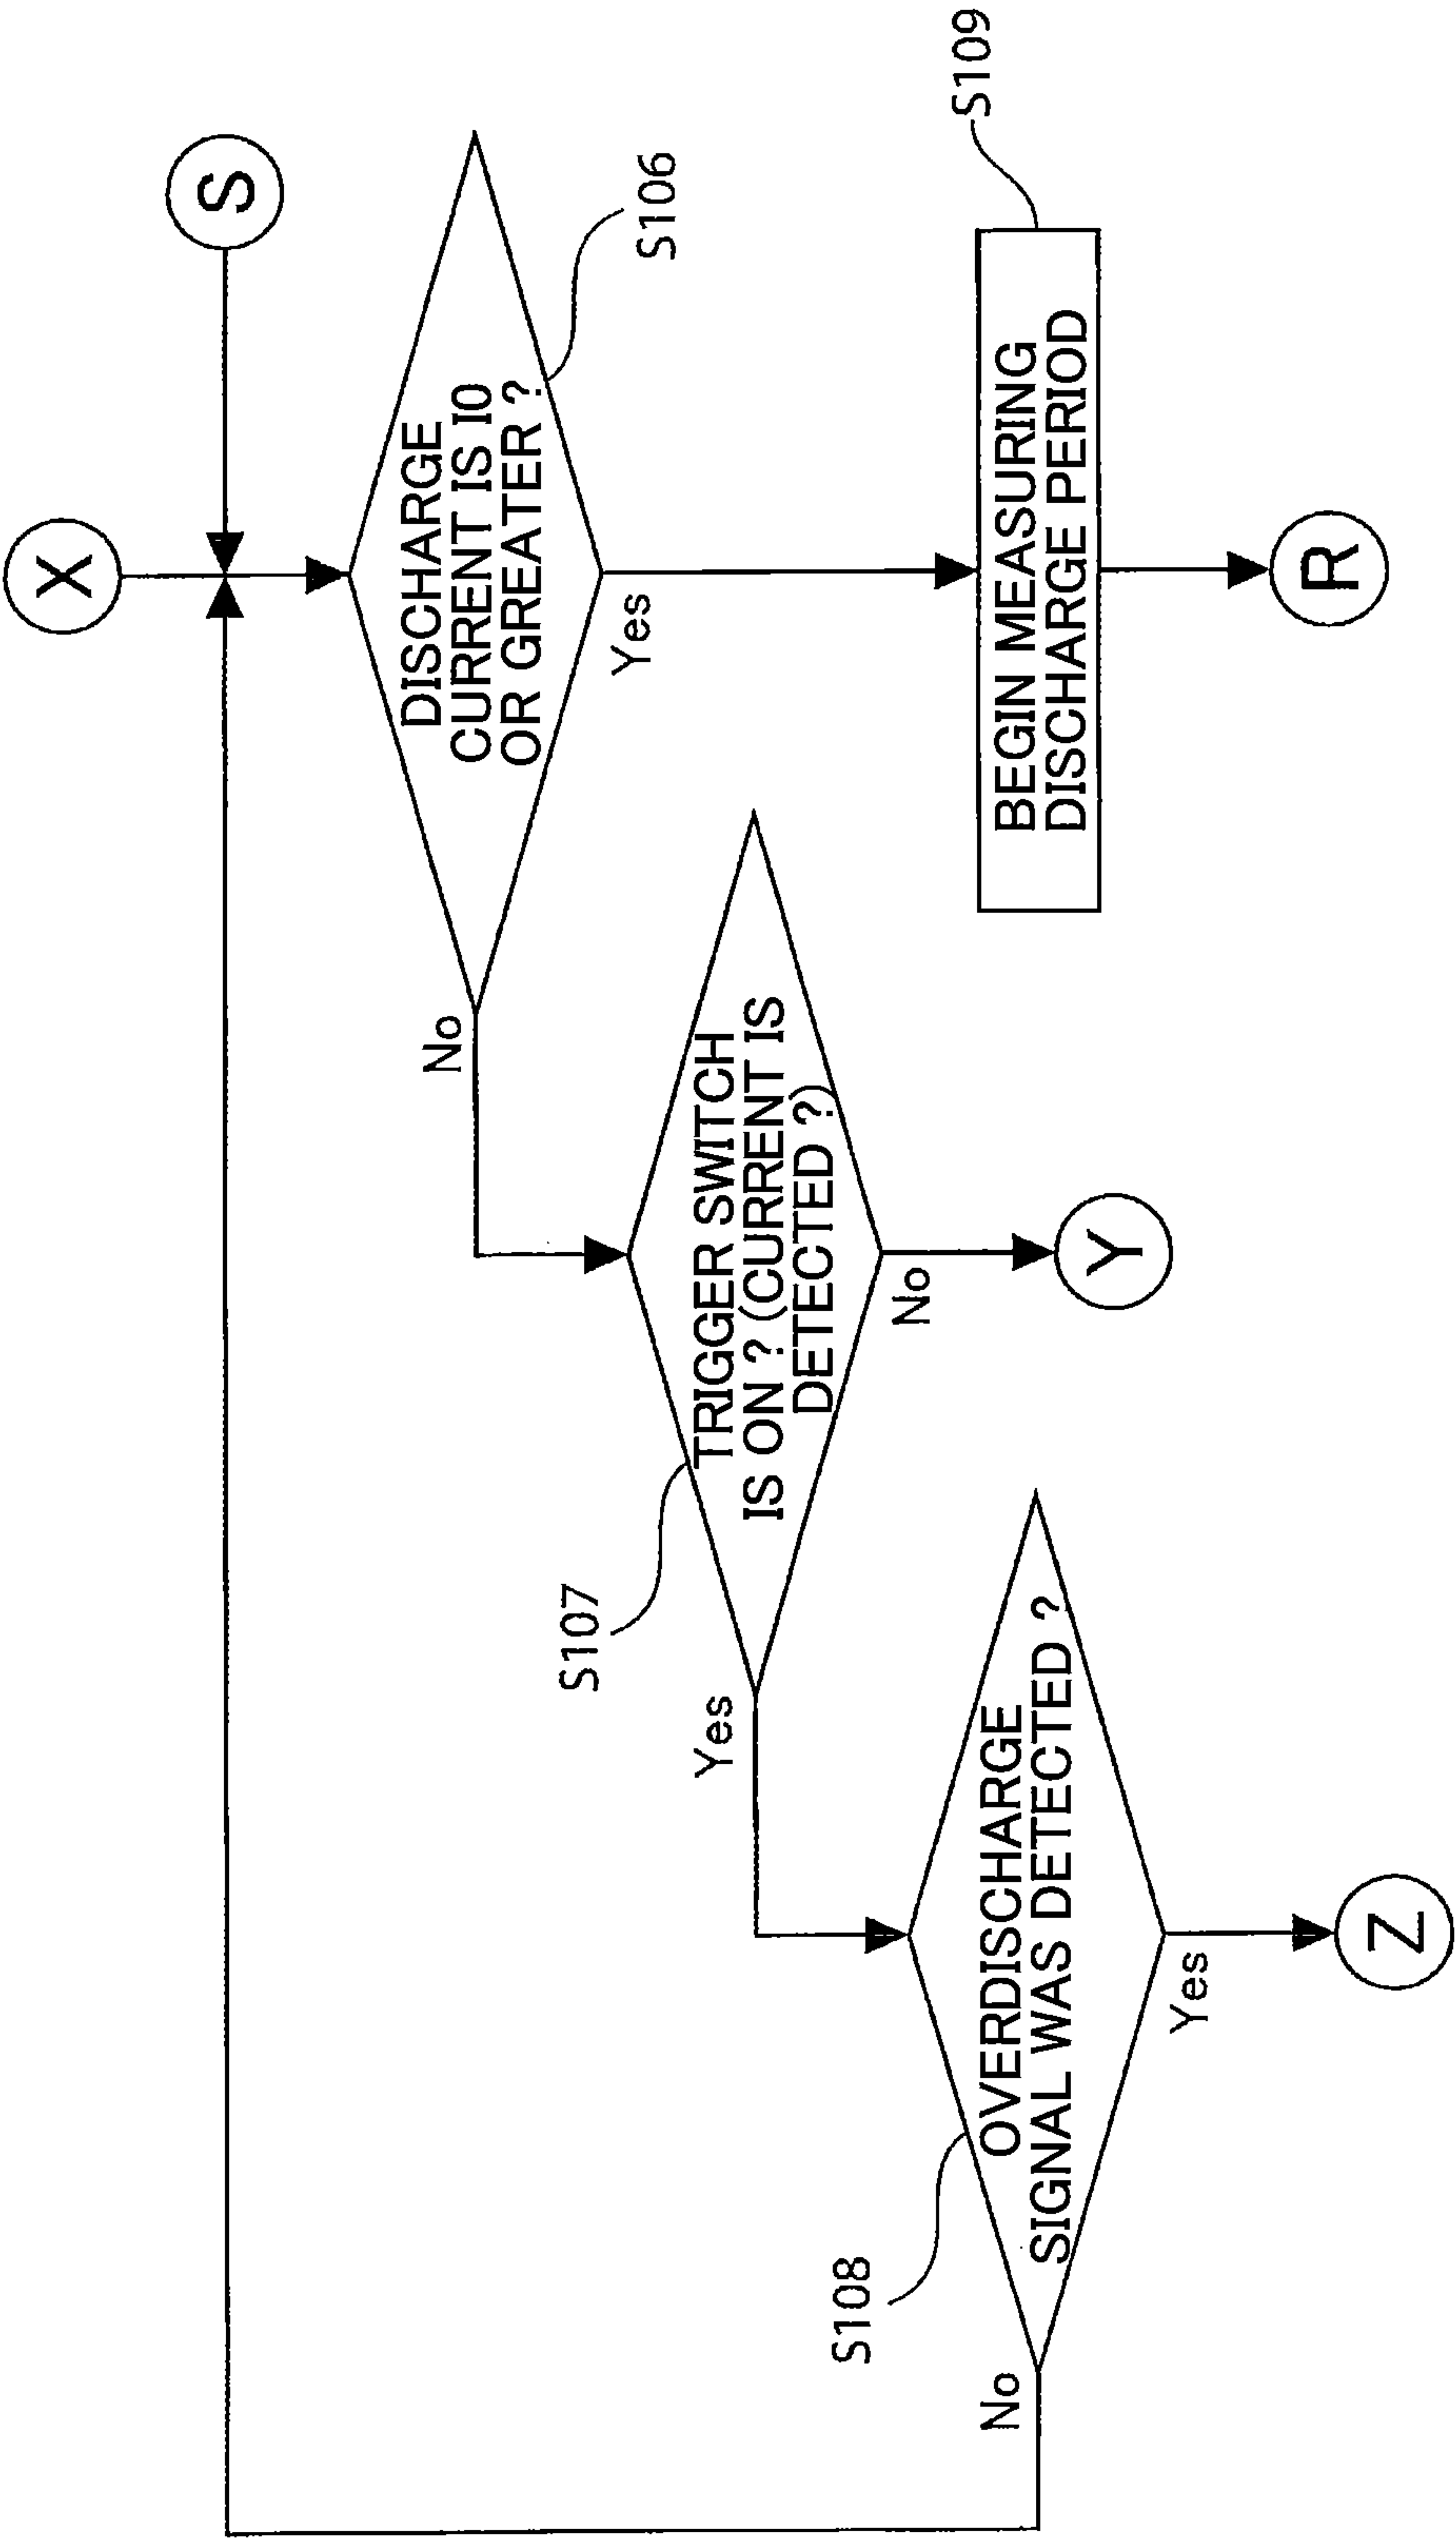 X
S
DISCHARGE
CURRENT IS I0
OR GREATER ?
S106
No
Yes
S107
TRIGGER SWITCH
IS ON ? (CURRENT IS
DETECTED ?)
Yes
No
S108
OVERDISCHARGE
SIGNAL WAS DETECTED ?
No
Yes
S109
BEGIN MEASURING
DISCHARGE PERIOD
Y
R
Z